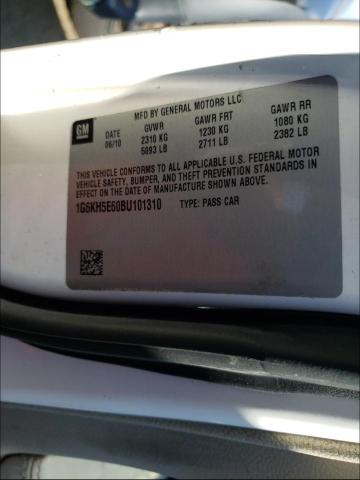 MFD BY GENERAL MOTORS LLC
GM
DATE GVWR GAWR FRT GAWR RR
06/10 2310 KG 1230 KG 1080 KG
5093 LB 2711 LB 2382 LB
THIS VEHICLE CONFORMS TO ALL APPLICABLE U.S. FEDERAL MOTOR
VEHICLE SAFETY, BUMPER, AND THEFT PREVENTION STANDARDS IN
EFFECT ON THE DATE OF MANUFACTURE SHOWN ABOVE.
1G6KH5E60BU101310 TYPE: PASS CAR